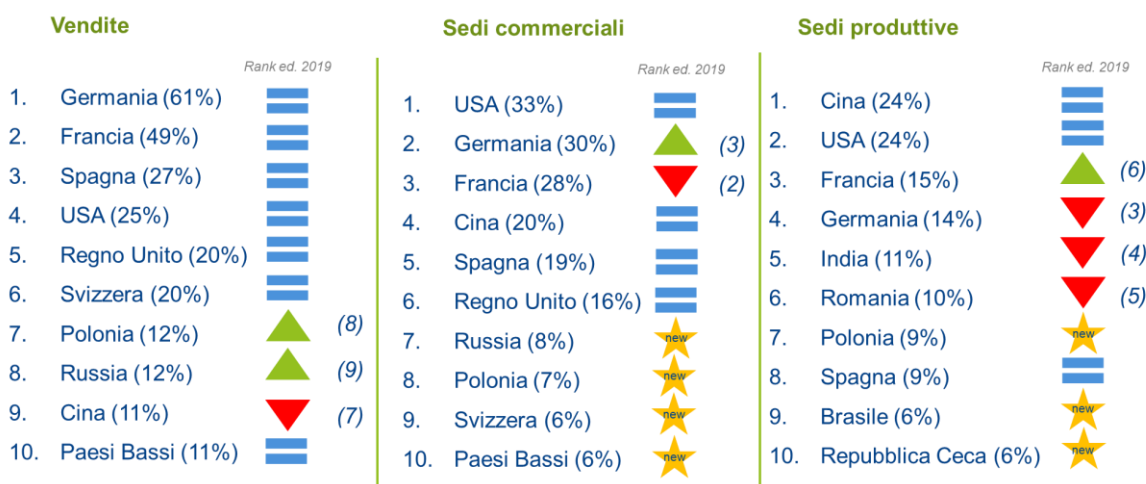 Vendite
Rank ed. 2019
1. Germania (61%)
2. Francia (49%)
3. Spagna (27%)
4. USA (25%)
5. Regno Unito (20%)
6. Svizzera (20%)
7. Polonia (12%) (8)
8. Russia (12%) (9)
9. Cina (11%) (7)
10. Paesi Bassi (11%)
Sedi commerciali
Rank ed. 2019
1. USA (33%)
2. Germania (30%) (3)
3. Francia (28%) (2)
4. Cina (20%)
5. Spagna (19%)
6. Regno Unito (16%)
7. Russia (8%) new
8. Polonia (7%) new
9. Svizzera (6%) new
10. Paesi Bassi (6%) new
Sedi produttive
Rank ed. 2019
1. Cina (24%)
2. USA (24%)
3. Francia (15%) (6)
4. Germania (14%) (3)
5. India (11%) (4)
6. Romania (10%) (5)
7. Polonia (9%) new
8. Spagna (9%)
9. Brasile (6%) new
10. Repubblica Ceca (6%) new